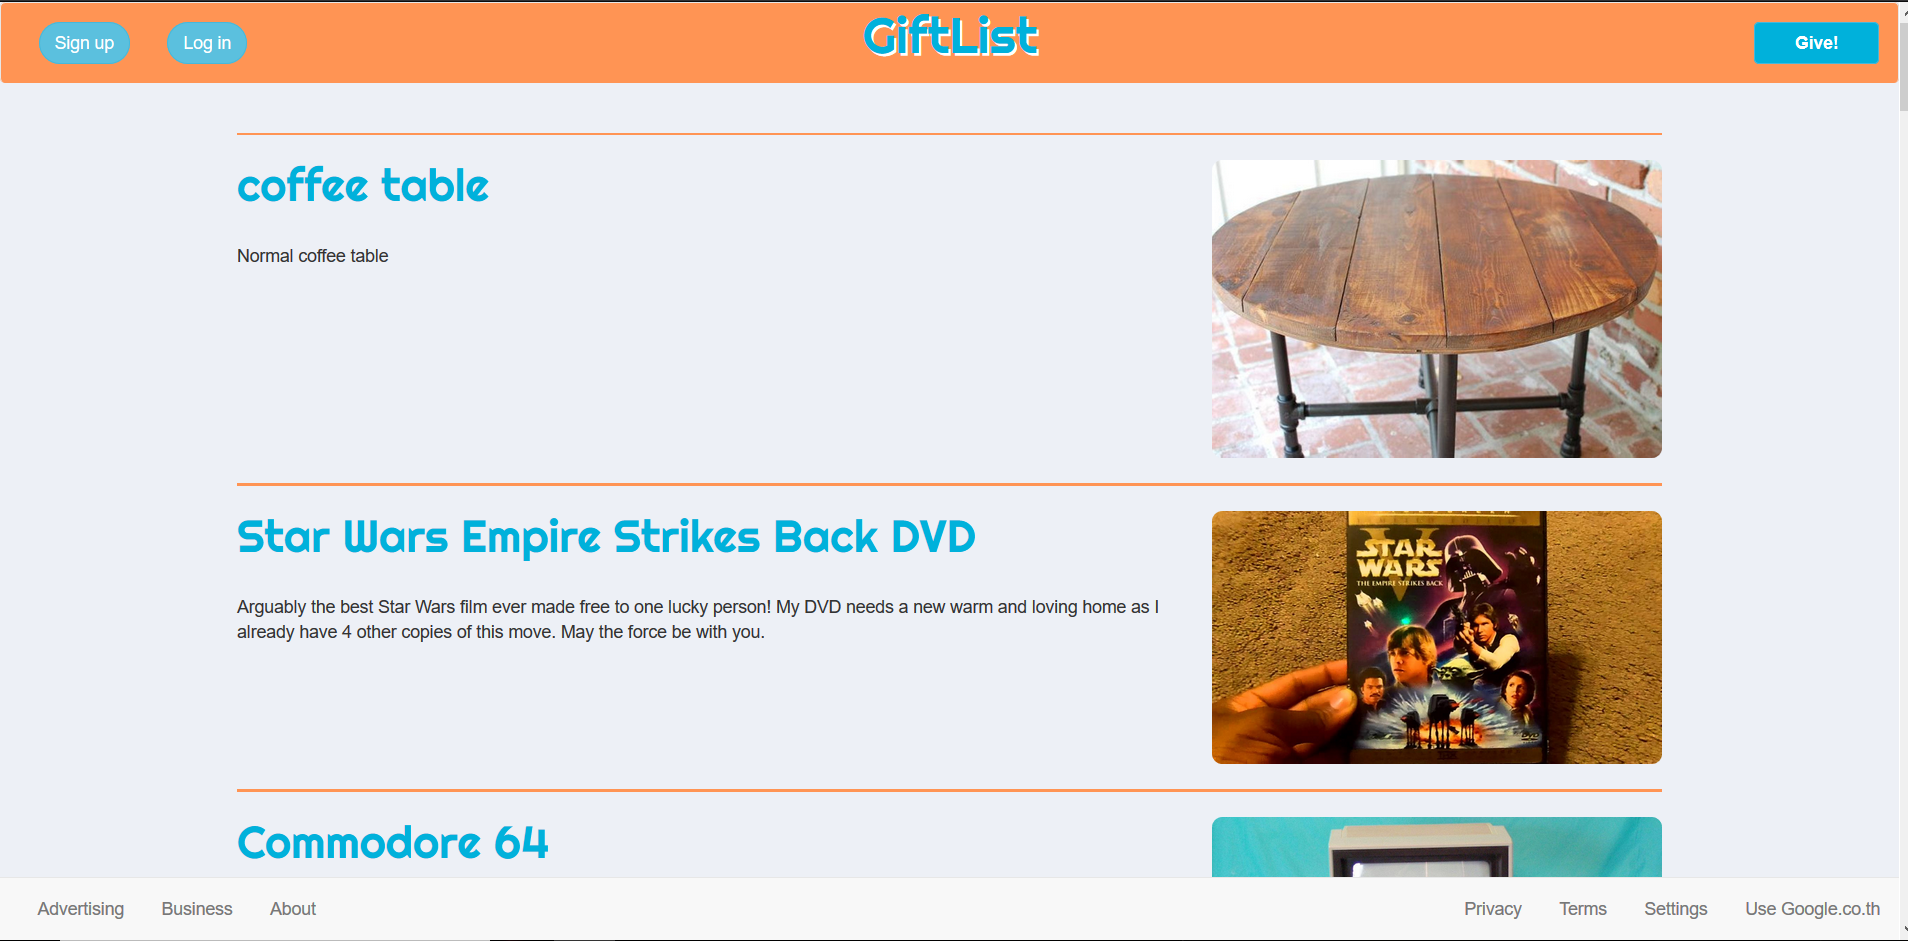 Sign up
Log in
GiftList
Give!
coffee table
Normal coffee table
Star Wars Empire Strikes Back DVD
Arguably the best Star Wars film ever made free to one lucky person! My DVD needs a new warm and loving home as I
already have 4 other copies of this move. May the force be with you.
STAR
WARS
V
THE EMPIRE STRIKES BACK
DVD
Commodore 64
Advertising
Business
About
Privacy
Terms
Settings
Use Google.co.th